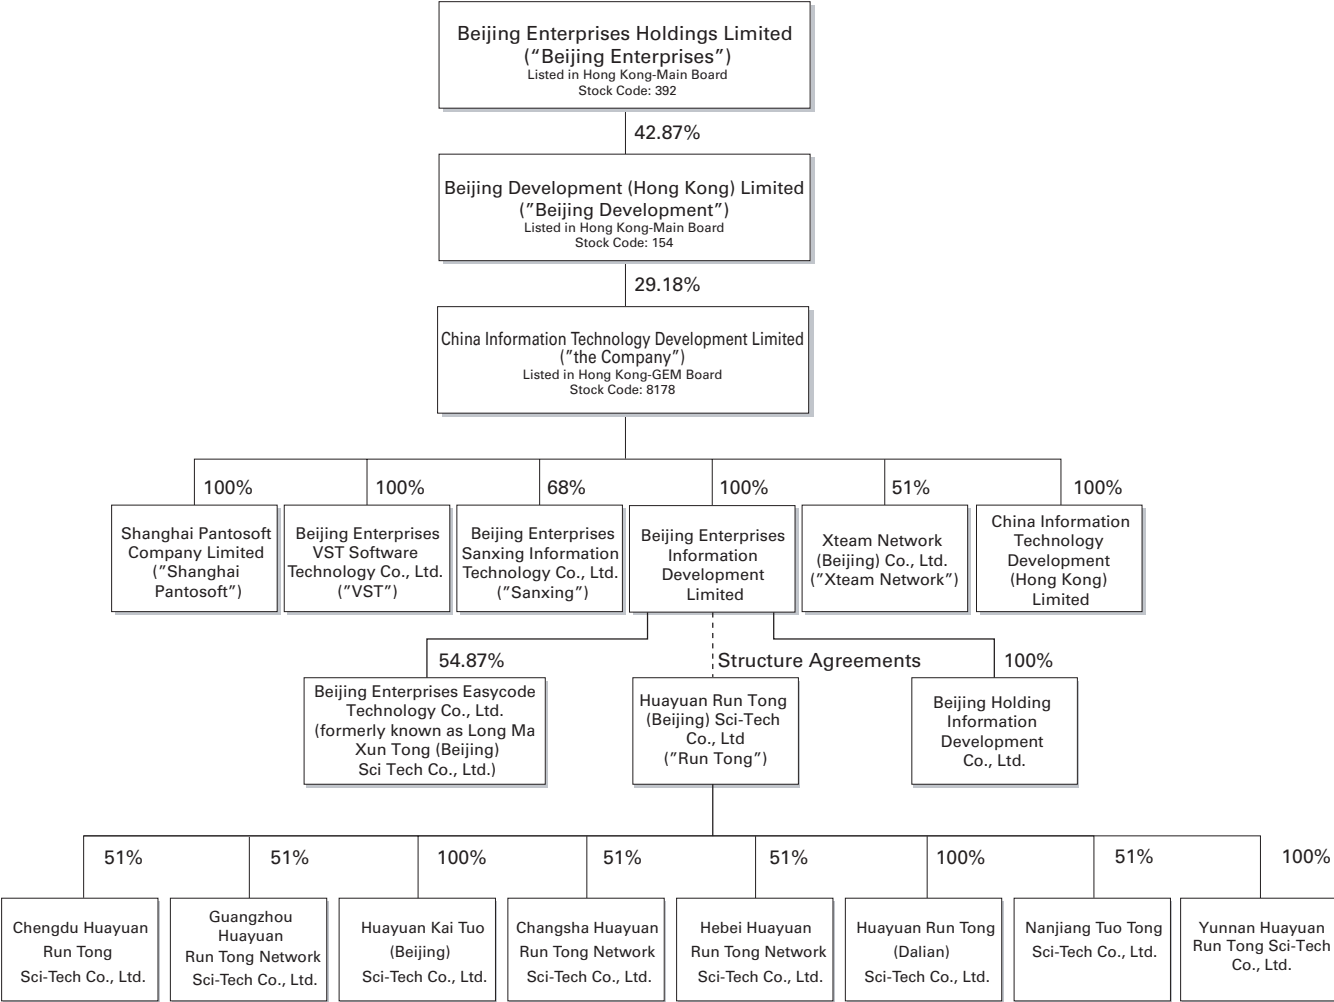 Beijing Enterprises Holdings Limited
(“Beijing Enterprises”)
Listed in Hong Kong-Main Board
Stock Code: 392
42.87%
Beijing Development (Hong Kong) Limited
(”Beijing Development”)
Listed in Hong Kong-Main Board
Stock Code: 154
29.18%
China Information Technology Development Limited
(”the Company”)
Listed in Hong Kong-GEM Board
Stock Code: 8178
100%
Shanghai Pantosoft
Company Limited
(”Shanghai
Pantosoft”)
100%
Beijing Enterprises
VST Software
Technology Co., Ltd.
(”VST”)
68%
Beijing Enterprises
Sanxing Information
Technology Co., Ltd.
(”Sanxing”)
100%
Beijing Enterprises
Information
Development
Limited
51%
Xteam Network
(Beijing) Co., Ltd.
(”Xteam Network”)
100%
China Information
Technology
Development
(Hong Kong)
Limited
54.87%
Beijing Enterprises Easycode
Technology Co., Ltd.
(formerly known as Long Ma
Xun Tong (Beijing)
Sci Tech Co., Ltd.)
Structure Agreements
Huayuan Run Tong
(Beijing) Sci-Tech
Co., Ltd
(”Run Tong”)
100%
Beijing Holding
Information
Development
Co., Ltd.
51%
Chengdu Huayuan
Run Tong
Sci-Tech Co., Ltd.
51%
Guangzhou
Huayuan
Run Tong Network
Sci-Tech Co., Ltd.
100%
Huayuan Kai Tuo
(Beijing)
Sci-Tech Co., Ltd.
51%
Changsha Huayuan
Run Tong Network
Sci-Tech Co., Ltd.
51%
Hebei Huayuan
Run Tong Network
Sci-Tech Co., Ltd.
100%
Huayuan Run Tong
(Dalian)
Sci-Tech Co., Ltd.
51%
Nanjiang Tuo Tong
Sci-Tech Co., Ltd.
100%
Yunnan Huayuan
Run Tong Sci-Tech
Co., Ltd.